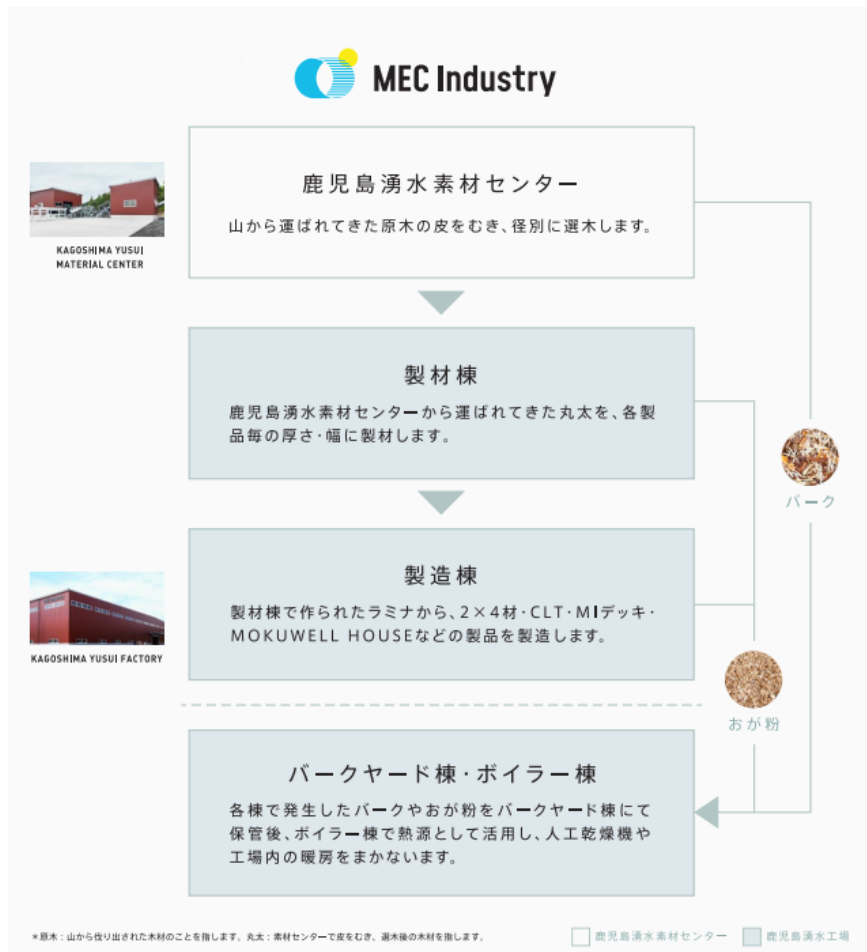 MEC Industry
鹿児島湧水素材センター
山から運ばれてきた原木の皮をむき、径別に選木します。
KAGOSHIMA YUSUI
MATERIAL CENTER
製材棟
鹿児島湧水素材センターから運ばれてきた丸太を、各製
品毎の厚さ・幅に製材します。
バーク
製造棟
製材棟で作られたラミナから、2×4材・CLT・MIデッキ・
MOKUWELL HOUSEなどの製品を製造します。
KAGOSHIMA YUSUI FACTORY
おが粉
バークヤード棟・ボイラー棟
各棟で発生したバークやおが粉をバークヤード棟にて
保管後、ボイラー棟で熱源として活用し、人工乾燥機や
工場内の暖房をまかないます。
*原木：山から伐り出された木材のことを指します。丸太：素材センターで皮をむき、選木後の木材を指します。
鹿児島湧水素材センター
鹿児島湧水工場